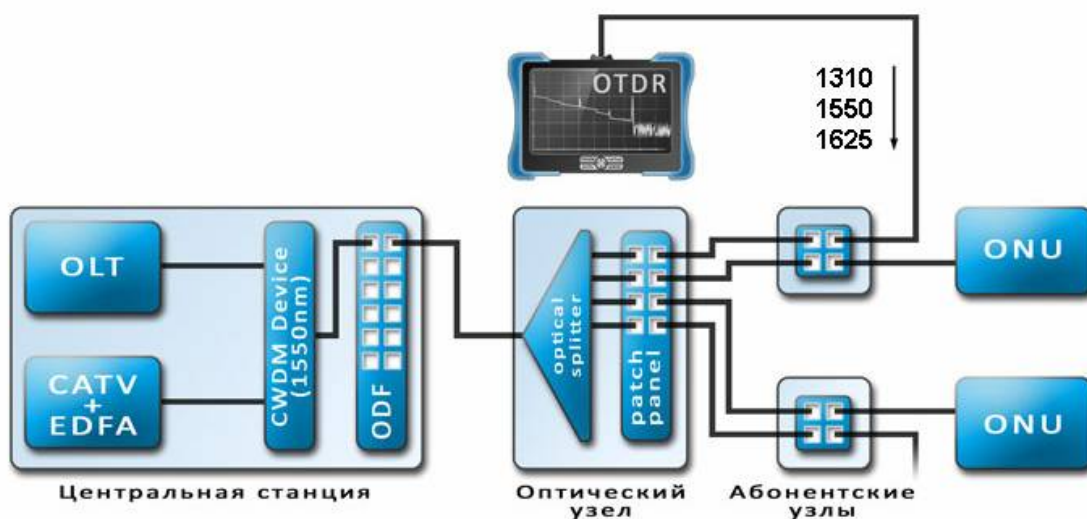 OTDR
1310
1550
1625
OLT
CATV
+
EDFA
CWDM Device
(1550nm)
ODF
optical
splitter
patch
panel
ONU
ONU
Центральная станция
Оптический
узел
Абонентские
узлы